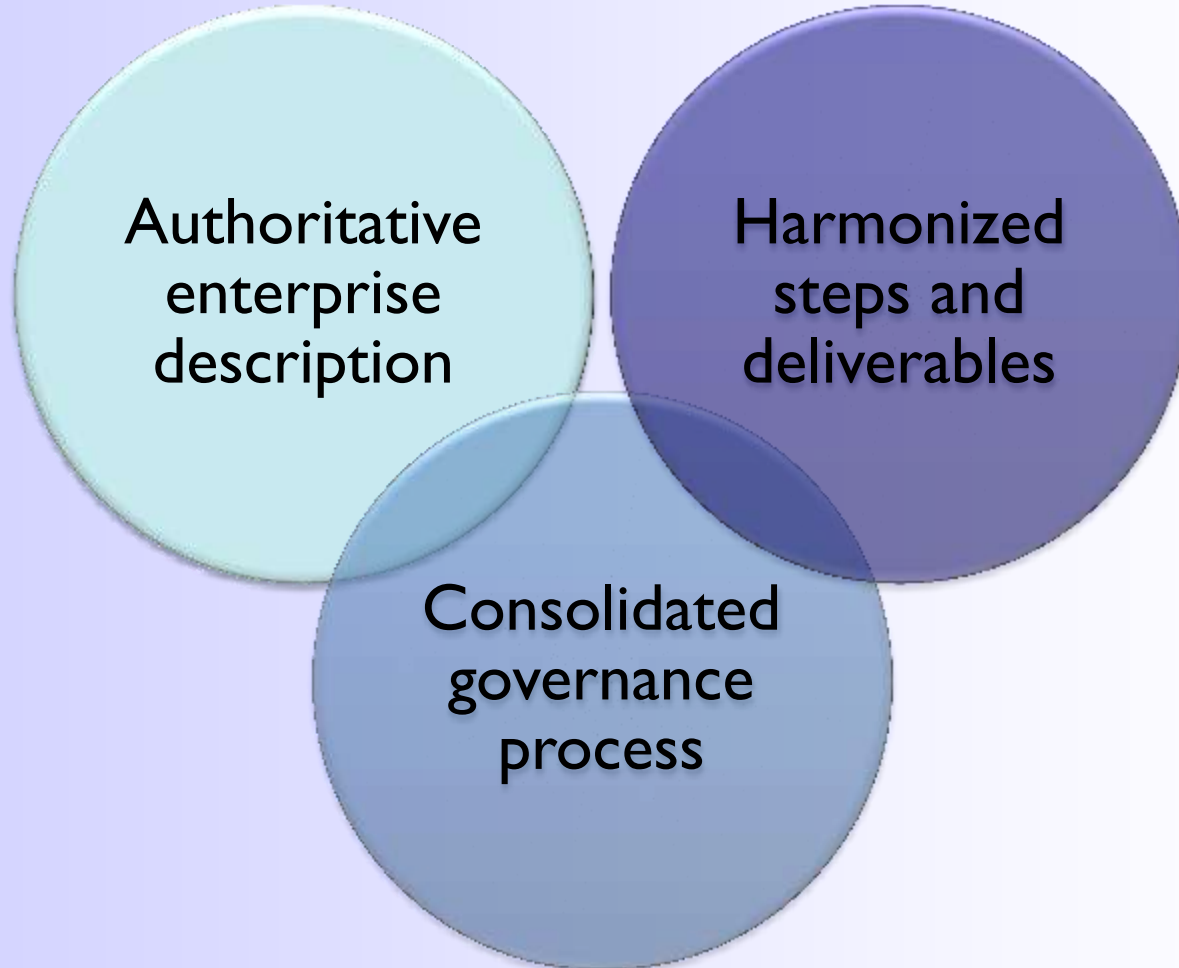 Authoritative
enterprise
description
Harmonized
steps and
deliverables
Consolidated
governance
process